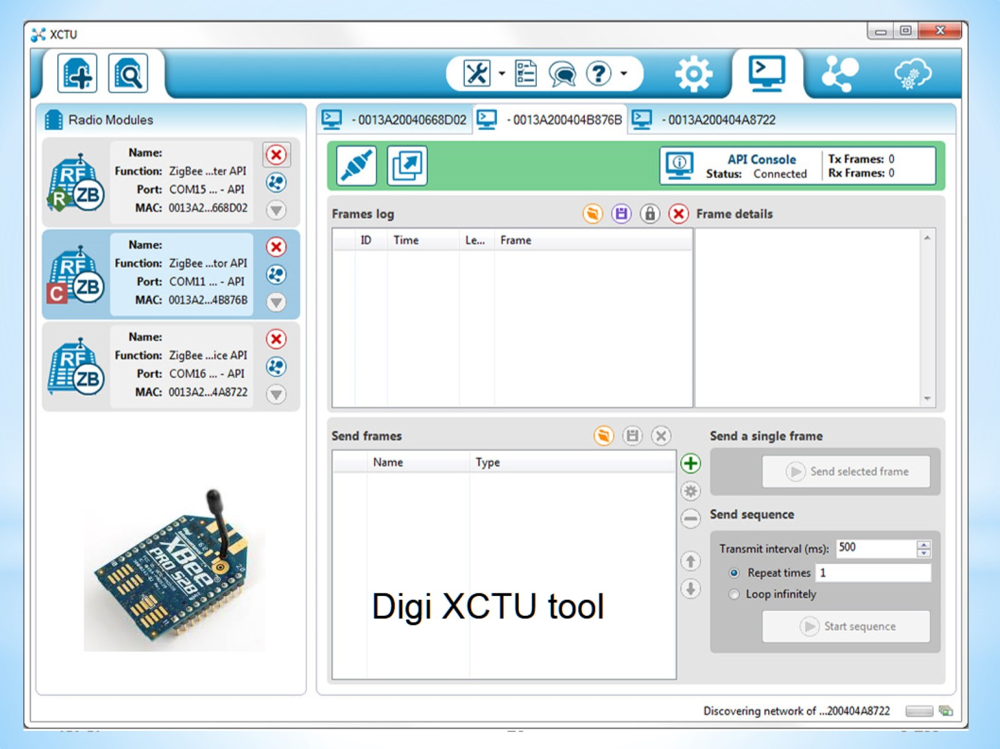 XCTU
Radio Modules
- 0013A20040668D02
- 0013A200404B876B
- 0013A200404A8722
Name:
Function: ZigBee ...ter API
Port: COM15 ... - API
MAC: 0013A2...668D02
RF
R
ZB
Name:
Function: ZigBee ...tor API
Port: COM11 ... - API
MAC: 0013A2...4B876B
RF
C
ZB
Name:
Function: ZigBee ...ice API
Port: COM16 ... - API
MAC: 0013A2...4A8722
RF
ZB
API Console
Status: Connected
Tx Frames: 0
Rx Frames: 0
Frames log
Frame details
ID Time Le... Frame
Send frames
Name Type
Send a single frame
Send selected frame
Send sequence
Transmit interval (ms): 500
Repeat times 1
Loop infinitely
Start sequence
Digi
International
XBee
PRO S2B
20
11
Digi XCTU tool
Discovering network of ...200404A8722